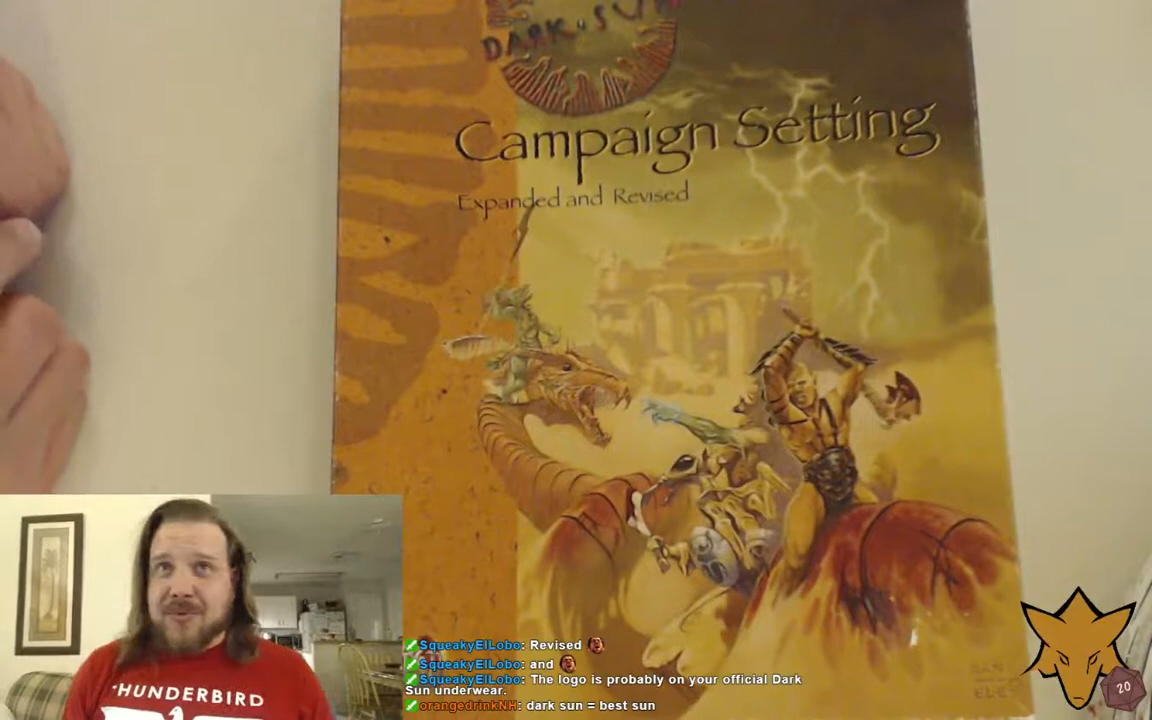 DARK·SUN
Campaign Setting
Expanded and Revised
THUNDERBIRD
SqueakyElLobo: Revised
SqueakyElLobo: and
SqueakyElLobo: The logo is probably on your official Dark
Sun underwear.
orangedrinkNH: dark sun = best sun
20